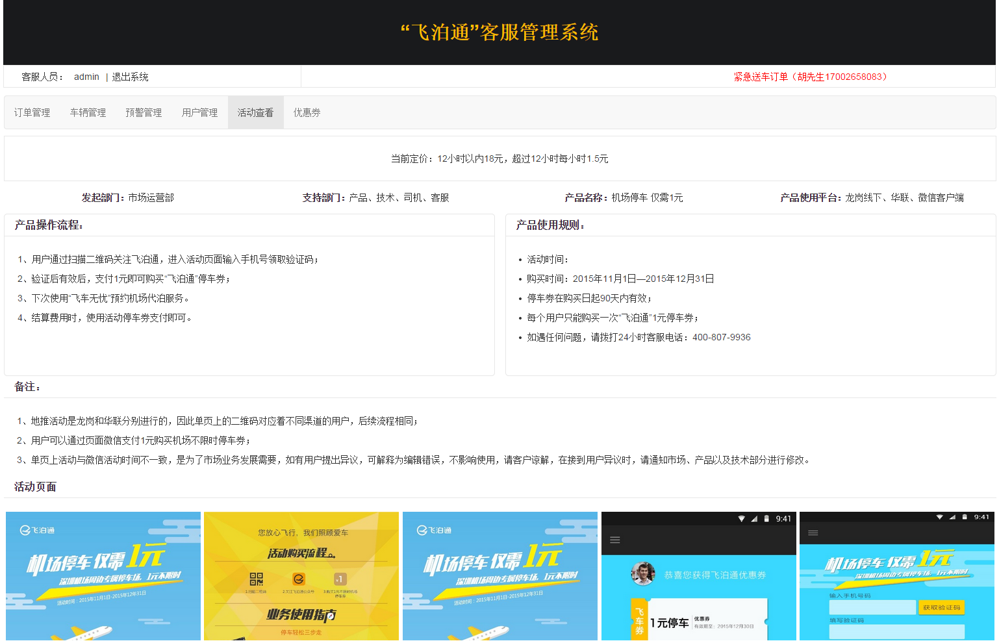 “飞泊通”客服管理系统
客服人员： admin | 退出系统
紧急送车订单（胡先生17002658083）
订单管理 车辆管理 预警管理 用户管理 活动查看 优惠券
当前定价：12小时以内18元，超过12小时每小时1.5元
发起部门：市场运营部 支持部门：产品、技术、司机、客服 产品名称：机场停车 仅需1元 产品使用平台：龙岗线下、华联、微信客户端
产品操作流程：
1、用户通过扫描二维码关注飞泊通，进入活动页面输入手机号领取验证码；
2、验证后有效后，支付1元即可购买“飞泊通”停车券；
3、下次使用“飞车无忧”预约机场代泊服务。
4、结算费用时，使用活动停车券支付即可。
产品使用规则：
• 活动时间：
• 购买时间：2015年11月1日—2015年12月31日
• 停车券在购买日起90天内有效；
• 每个用户只能购买一次“飞泊通”1元停车券；
• 如遇任何问题，请拨打24小时客服电话：400-807-9936
备注：
1、地推活动是龙岗和华联分别进行的，因此单页上的二维码对应着不同渠道的用户，后续流程相同；
2、用户可以通过页面微信支付1元购买机场不限时停车券；
3、单页上活动与微信活动时间不一致，是为了市场业务发展需要，如有用户提出异议，可解释为编辑错误，不影响使用，请客户谅解，在接到用户异议时，请通知市场、产品以及技术部分进行修改。
活动页面
飞泊通
机场停车 仅需1元
深圳机场周边专属停车场，1元不限时
活动时间：2015年11月1日-2015年12月31日
您放心飞行，我们照顾爱车
活动购买流程
1.扫描二维码 2.关注飞泊通公众号 3.购买1元不限时机场
停车券
业务使用指南
停车轻松三步走
飞泊通
机场停车 仅需1元
深圳机场周边专属停车场，1元不限时
活动时间：2015年11月1日-2015年12月31日
9:41
恭喜您获得飞泊通优惠券
飞车券
1元停车
优惠券
有效期至：2015年12月30日
9:41
机场停车 仅需1元
深圳机场周边专属停车场，1元不限时
输入手机号码
获取验证码
填写验证码